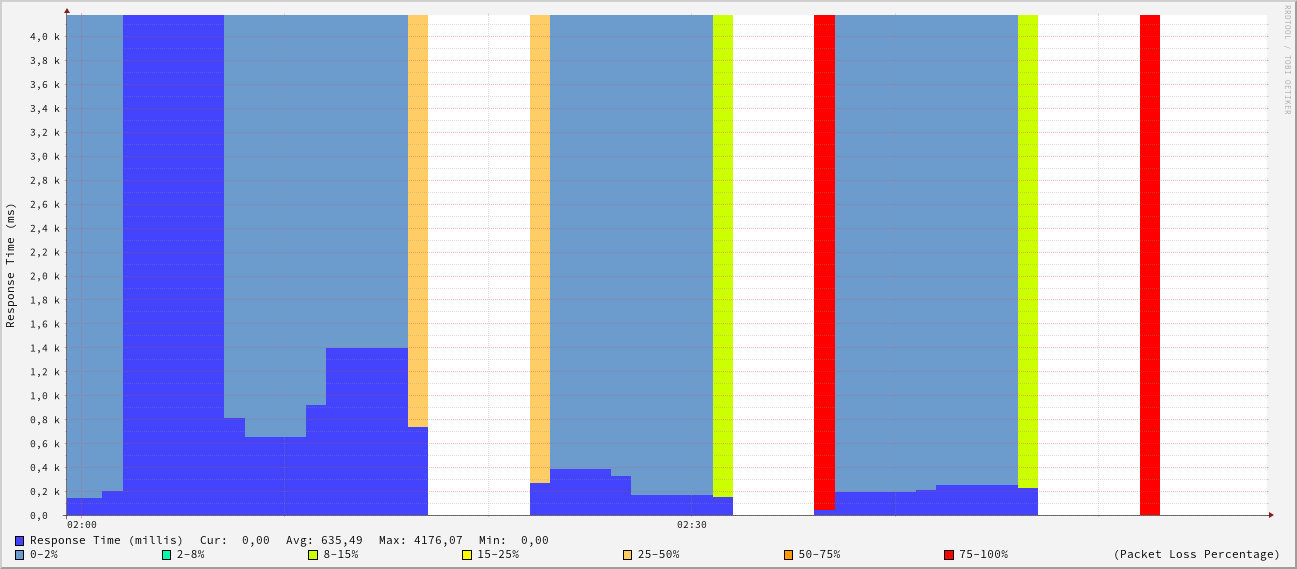 RRDTOOL / TOBI OETIKER
Response Time (ms)
4,0 k
3,8 k
3,6 k
3,4 k
3,2 k
3,0 k
2,8 k
2,6 k
2,4 k
2,2 k
2,0 k
1,8 k
1,6 k
1,4 k
1,2 k
1,0 k
0,8 k
0,6 k
0,4 k
0,2 k
0,0
02:00 02:30
Response Time (millis) Cur: 0,00 Avg: 635,49 Max: 4176,07 Min: 0,00
0-2% 2-8% 8-15% 15-25% 25-50% 50-75% 75-100% (Packet Loss Percentage)